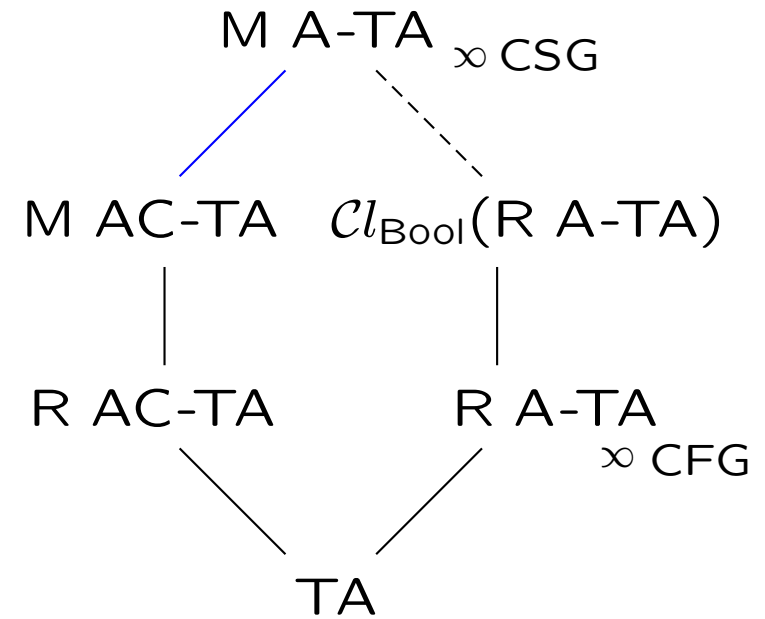 M A-TA
∞ CSG
M AC-TA 𝒞l_Bool(R A-TA)
R AC-TA R A-TA
∞ CFG
TA